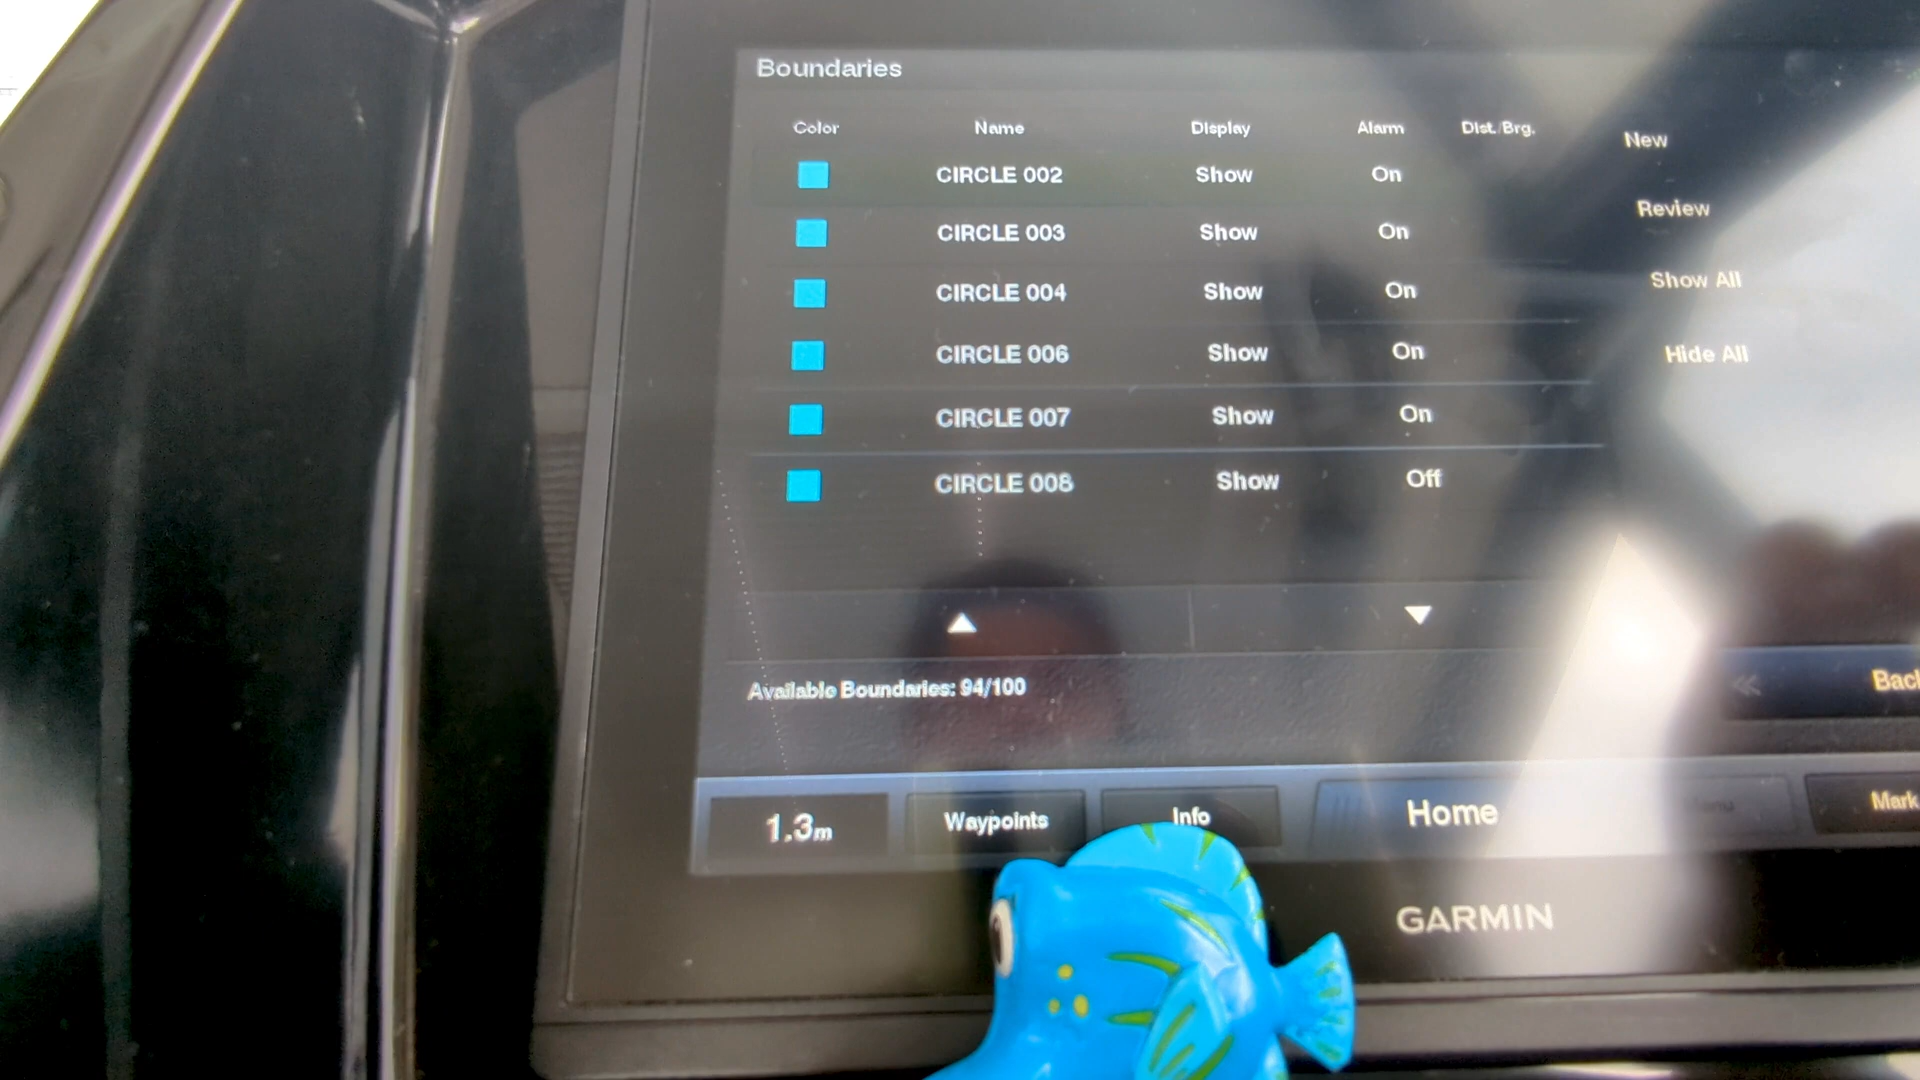 Boundaries
Color Name Display Alarm Dist./Brg.
CIRCLE 002 Show On
CIRCLE 003 Show On
CIRCLE 004 Show On
CIRCLE 006 Show On
CIRCLE 007 Show On
CIRCLE 008 Show Off
New
Review
Show All
Hide All
Available Boundaries: 94/100
Back
1.3m Waypoints Info Home Menu Mark
GARMIN